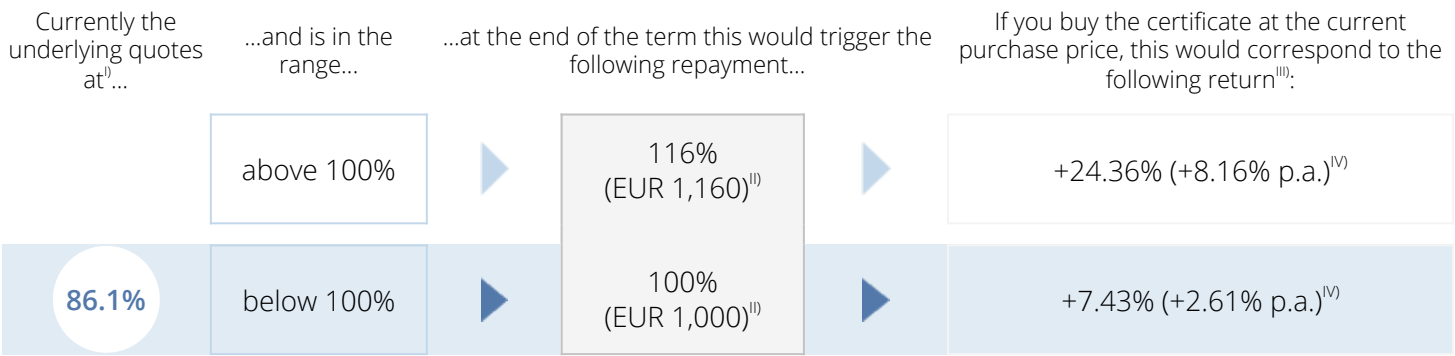 Currently the
underlying quotes
at I)...
...and is in the
range...
...at the end of the term this would trigger the
following repayment...
If you buy the certificate at the current
purchase price, this would correspond to the
following return III):
above 100%
116%
(EUR 1,160) II)
+24.36% (+8.16% p.a.) IV)
86.1%
below 100%
100%
(EUR 1,000) II)
+7.43% (+2.61% p.a.) IV)